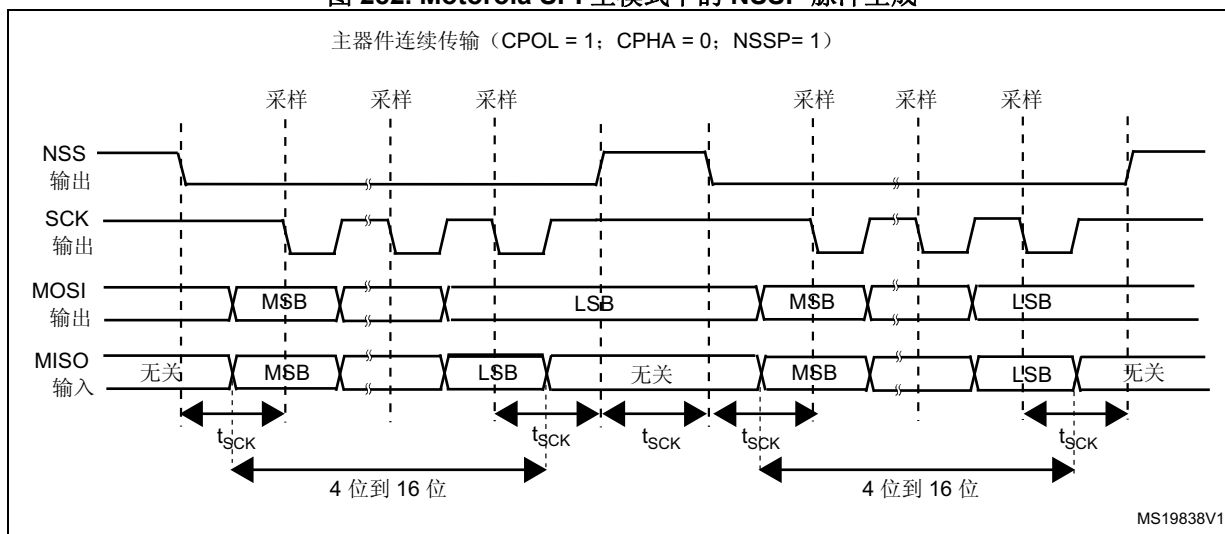 主器件连续传输（CPOL = 1；CPHA = 0；NSSP= 1）
采样 采样 采样 采样 采样 采样
NSS
输出
SCK
输出
MOSI
输出
MSB LSB MSB LSB
MISO
输入
无关 MSB LSB 无关 MSB LSB 无关
tSCK tSCK tSCK tSCK tSCK
4 位到 16 位 4 位到 16 位
MS19838V1